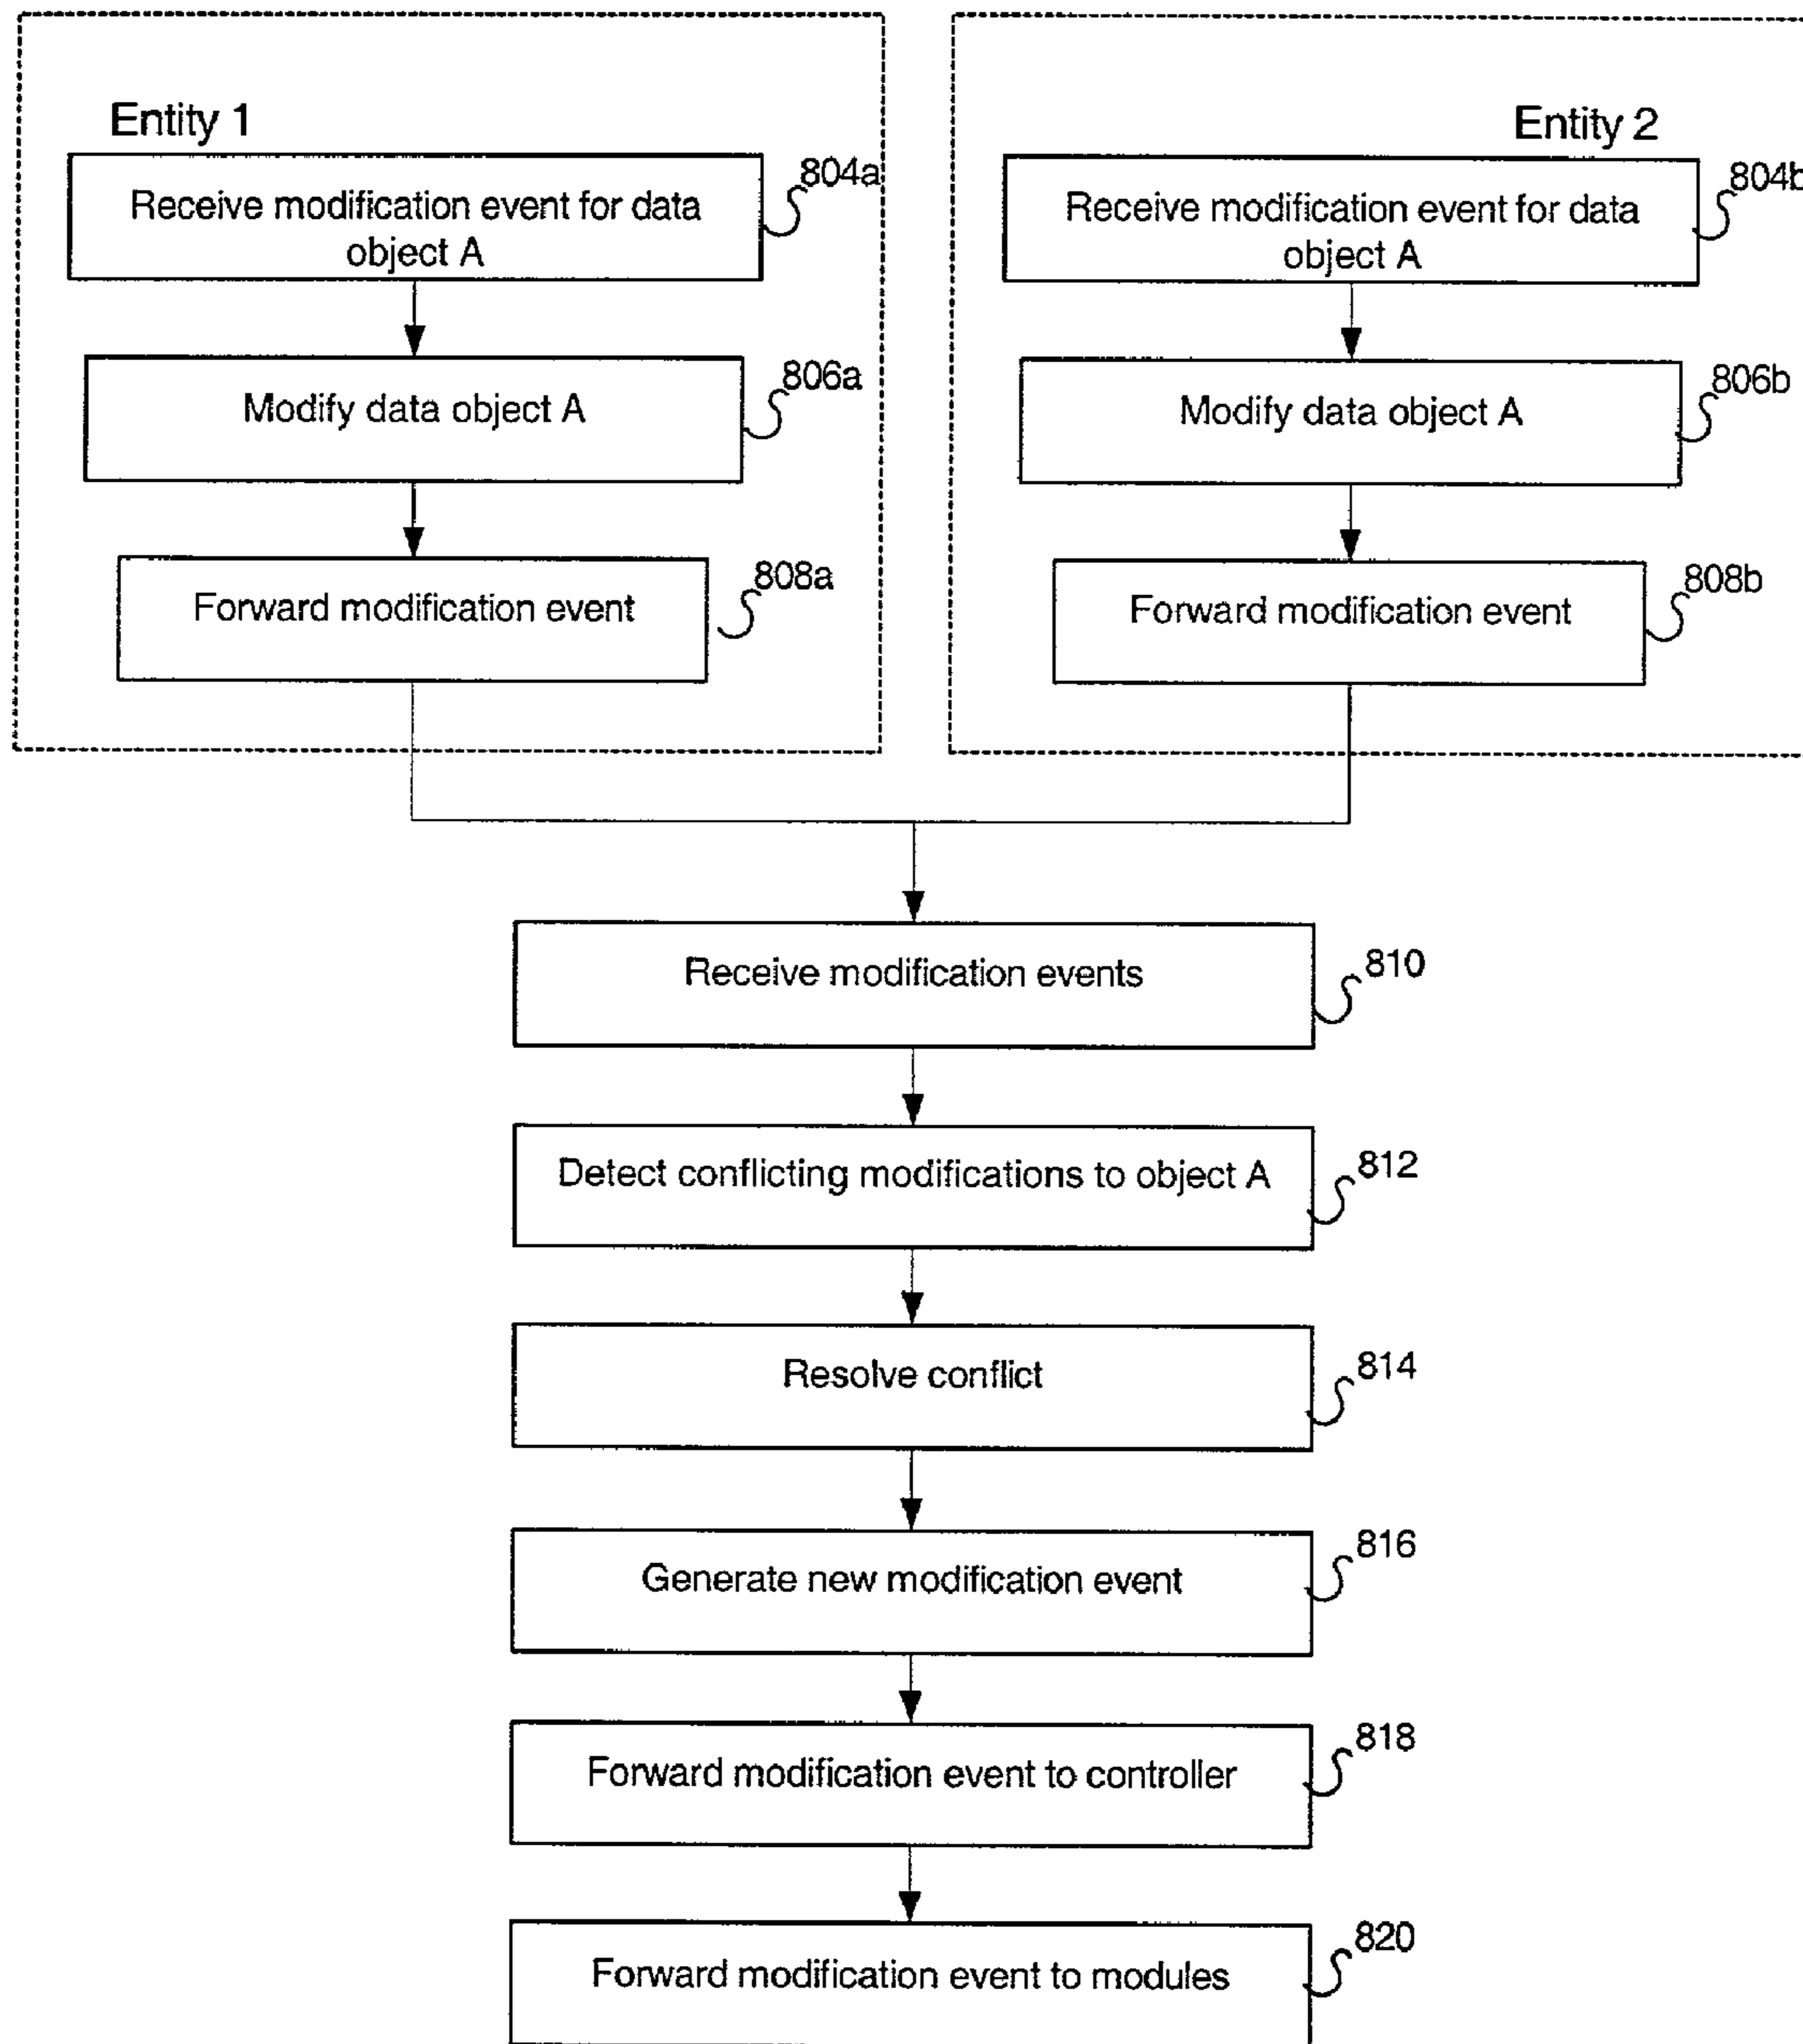 Entity 1
Receive modification event for data
object A
804a
Modify data object A
806a
Forward modification event
808a
Entity 2
Receive modification event for data
object A
804b
Modify data object A
806b
Forward modification event
808b
Receive modification events
810
Detect conflicting modifications to object A
812
Resolve conflict
814
Generate new modification event
816
Forward modification event to controller
818
Forward modification event to modules
820